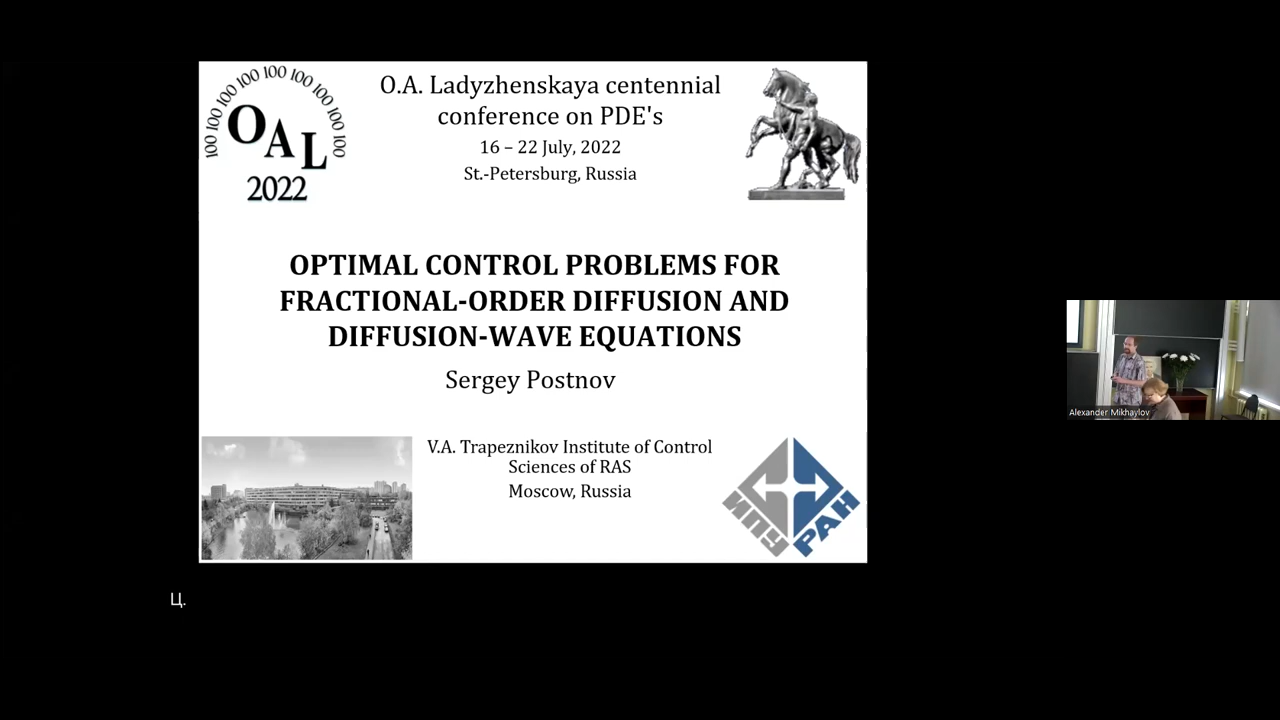 100 100 100 100 100 100 100 100 100
OAL
2022
O.A. Ladyzhenskaya centennial
conference on PDE's
16 – 22 July, 2022
St.-Petersburg, Russia
OPTIMAL CONTROL PROBLEMS FOR
FRACTIONAL-ORDER DIFFUSION AND
DIFFUSION-WAVE EQUATIONS
Sergey Postnov
V.A. Trapeznikov Institute of Control
Sciences of RAS
Moscow, Russia
ИПУ РАН
Alexander Mikhaylov
Ц.